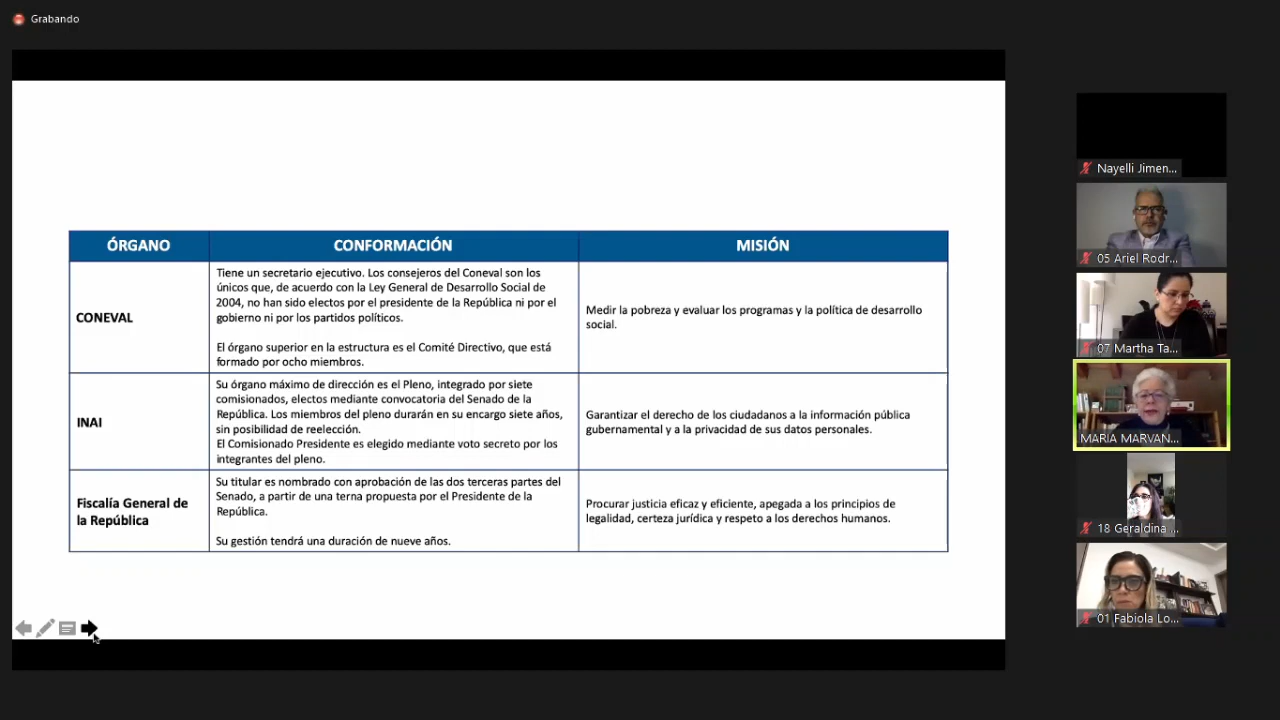 Grabando
ÓRGANO
CONFORMACIÓN
MISIÓN
CONEVAL
Tiene un secretario ejecutivo. Los consejeros del Coneval son los
únicos que, de acuerdo con la Ley General de Desarrollo Social de
2004, no han sido electos por el presidente de la República ni por el
gobierno ni por los partidos políticos.
El órgano superior en la estructura es el Comité Directivo, que está
formado por ocho miembros.
Medir la pobreza y evaluar los programas y la política de desarrollo
social.
INAI
Su órgano máximo de dirección es el Pleno, integrado por siete
comisionados, electos mediante convocatoria del Senado de la
República. Los miembros del pleno durarán en su encargo siete años,
sin posibilidad de reelección.
El Comisionado Presidente es elegido mediante voto secreto por los
integrantes del pleno.
Garantizar el derecho de los ciudadanos a la información pública
gubernamental y a la privacidad de sus datos personales.
Fiscalía General de
la República
Su titular es nombrado con aprobación de las dos terceras partes del
Senado, a partir de una terna propuesta por el Presidente de la
República.
Su gestión tendrá una duración de nueve años.
Procurar justicia eficaz y eficiente, apegada a los principios de
legalidad, certeza jurídica y respeto a los derechos humanos.
Nayelli Jimen...
05 Ariel Rodr...
07 Martha Ta...
MARIA MARVAN...
18 Geraldina ...
01 Fabiola Lo...